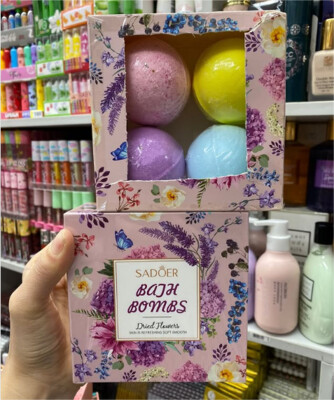 SADOER
BATH
BOMBS
Dried Flowers